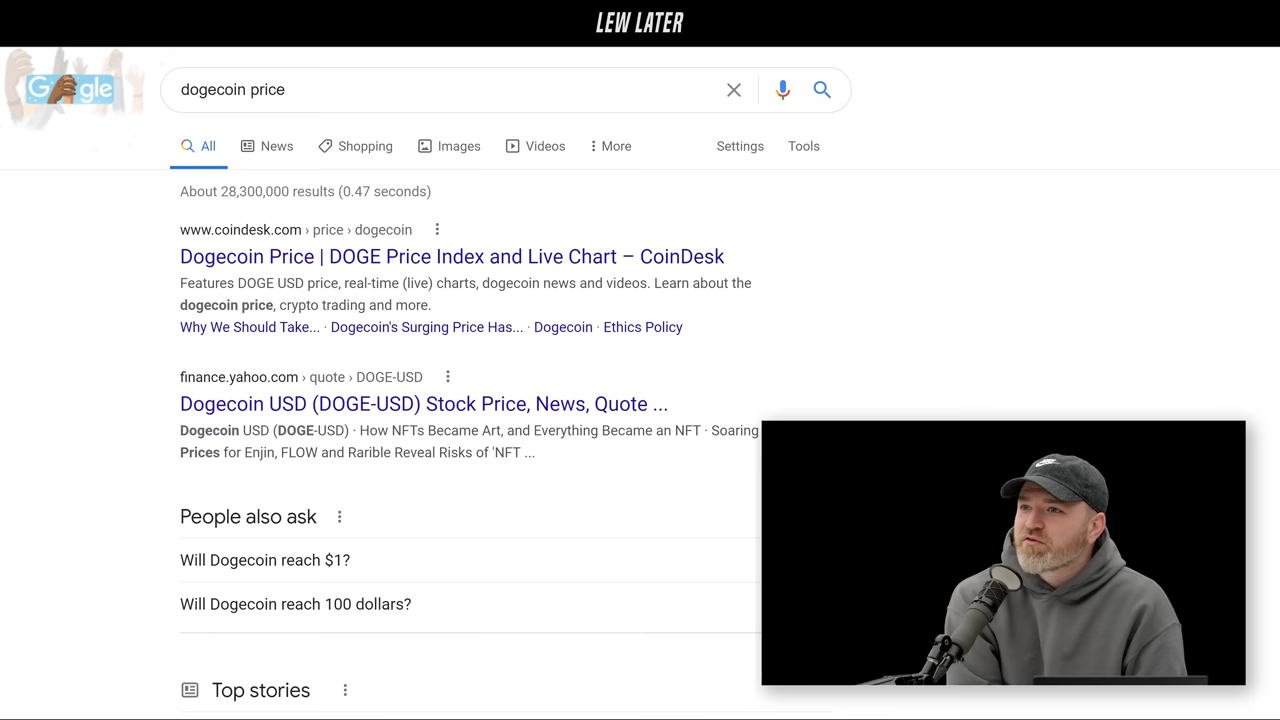 LEW LATER
Google
dogecoin price
All News Shopping Images Videos More Settings Tools
About 28,300,000 results (0.47 seconds)
www.coindesk.com › price › dogecoin
Dogecoin Price | DOGE Price Index and Live Chart – CoinDesk
Features DOGE USD price, real-time (live) charts, dogecoin news and videos. Learn about the
dogecoin price, crypto trading and more.
Why We Should Take... · Dogecoin's Surging Price Has... · Dogecoin · Ethics Policy
finance.yahoo.com › quote › DOGE-USD
Dogecoin USD (DOGE-USD) Stock Price, News, Quote ...
Dogecoin USD (DOGE-USD) · How NFTs Became Art, and Everything Became an NFT · Soaring
Prices for Enjin, FLOW and Rarible Reveal Risks of 'NFT ...
People also ask
Will Dogecoin reach $1?
Will Dogecoin reach 100 dollars?
Top stories